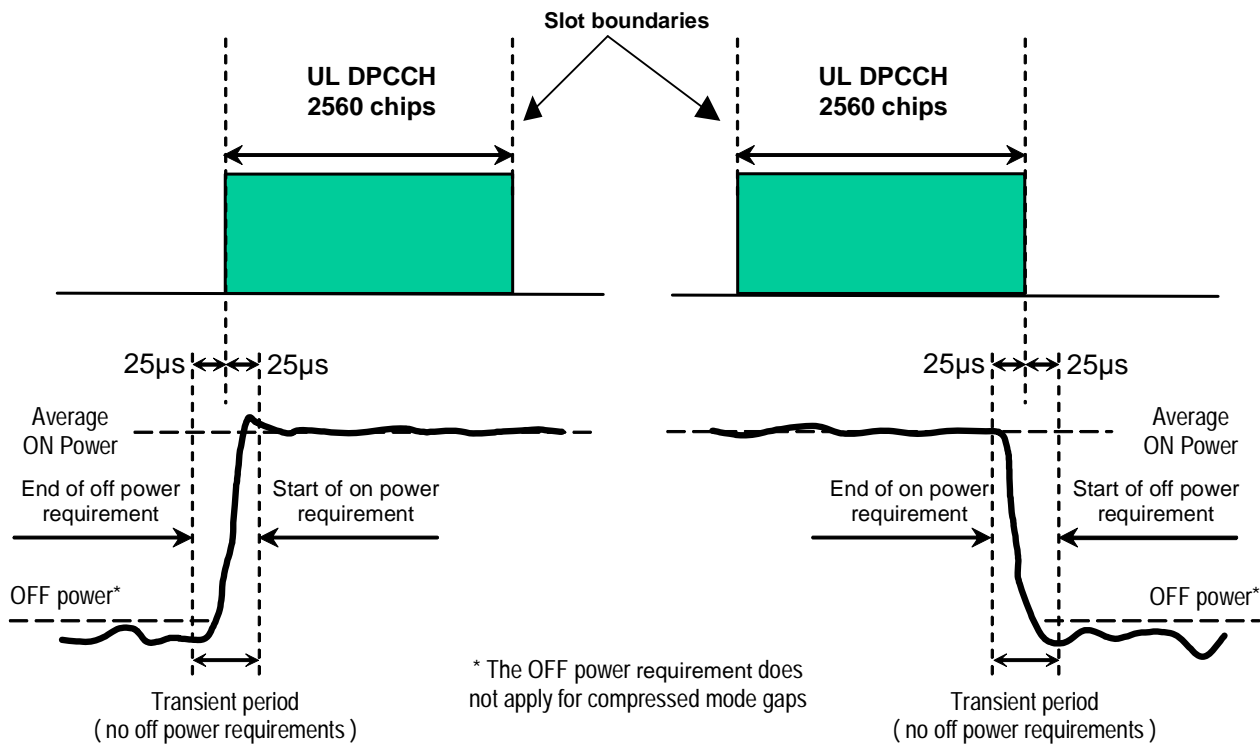 Slot boundaries
UL DPCCH
2560 chips
UL DPCCH
2560 chips
25µs
25µs
25µs
25µs
Average
ON Power
Average
ON Power
End of off power
requirement
Start of on power
requirement
End of on power
requirement
Start of off power
requirement
OFF power*
OFF power*
* The OFF power requirement does
not apply for compressed mode gaps
Transient period
( no off power requirements )
Transient period
( no off power requirements )